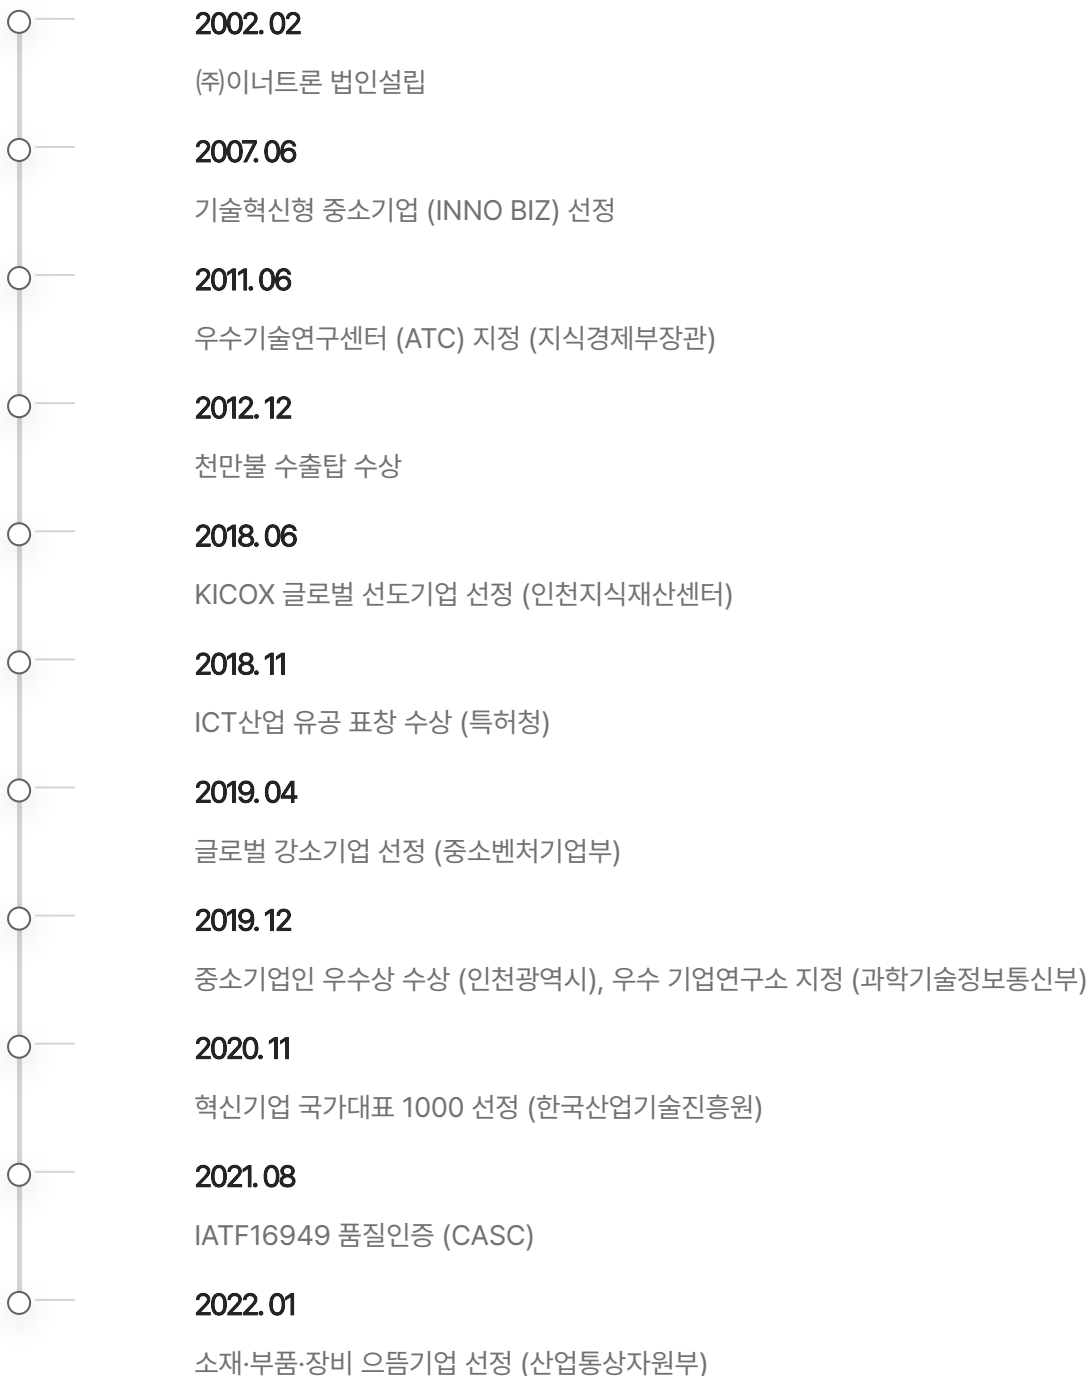 2002. 02
㈜이너트론 법인설립
2007. 06
기술혁신형 중소기업 (INNO BIZ) 선정
2011. 06
우수기술연구센터 (ATC) 지정 (지식경제부장관)
2012. 12
천만불 수출탑 수상
2018. 06
KICOX 글로벌 선도기업 선정 (인천지식재산센터)
2018. 11
ICT산업 유공 표창 수상 (특허청)
2019. 04
글로벌 강소기업 선정 (중소벤처기업부)
2019. 12
중소기업인 우수상 수상 (인천광역시), 우수 기업연구소 지정 (과학기술정보통신부)
2020. 11
혁신기업 국가대표 1000 선정 (한국산업기술진흥원)
2021. 08
IATF16949 품질인증 (CASC)
2022. 01
소재·부품·장비 으뜸기업 선정 (산업통상자원부)